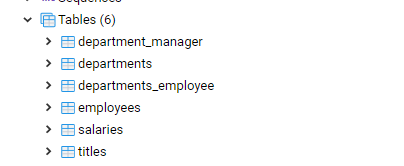 Tables (6)
department_manager
departments
departments_employee
employees
salaries
titles